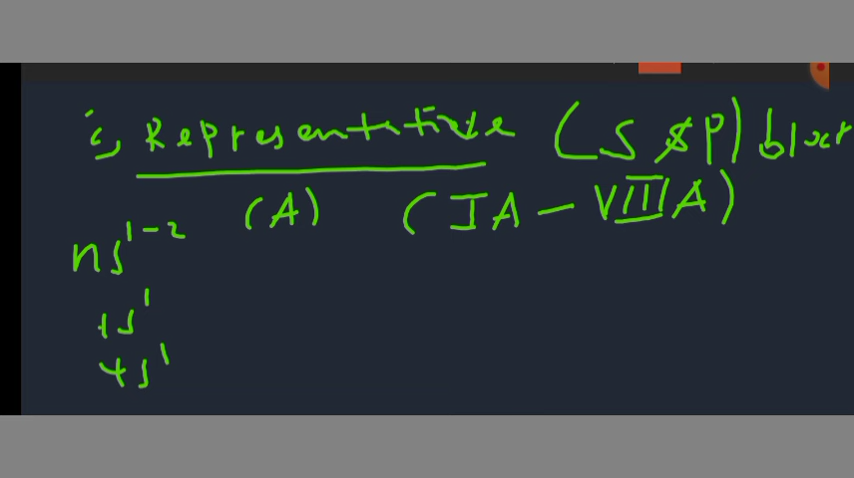 i, Representative (S & P) block
(A) (IA - VIIIA)
ns¹⁻²
1s¹
4s¹